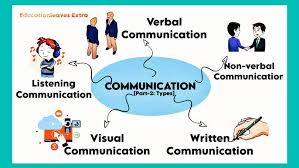 Educationleaves Extra
Verbal
Communication
Listening
Communication
COMMUNICATION
[Part-2: Types]
Non-verbal
Communication
Visual
Communication
Written
Communication